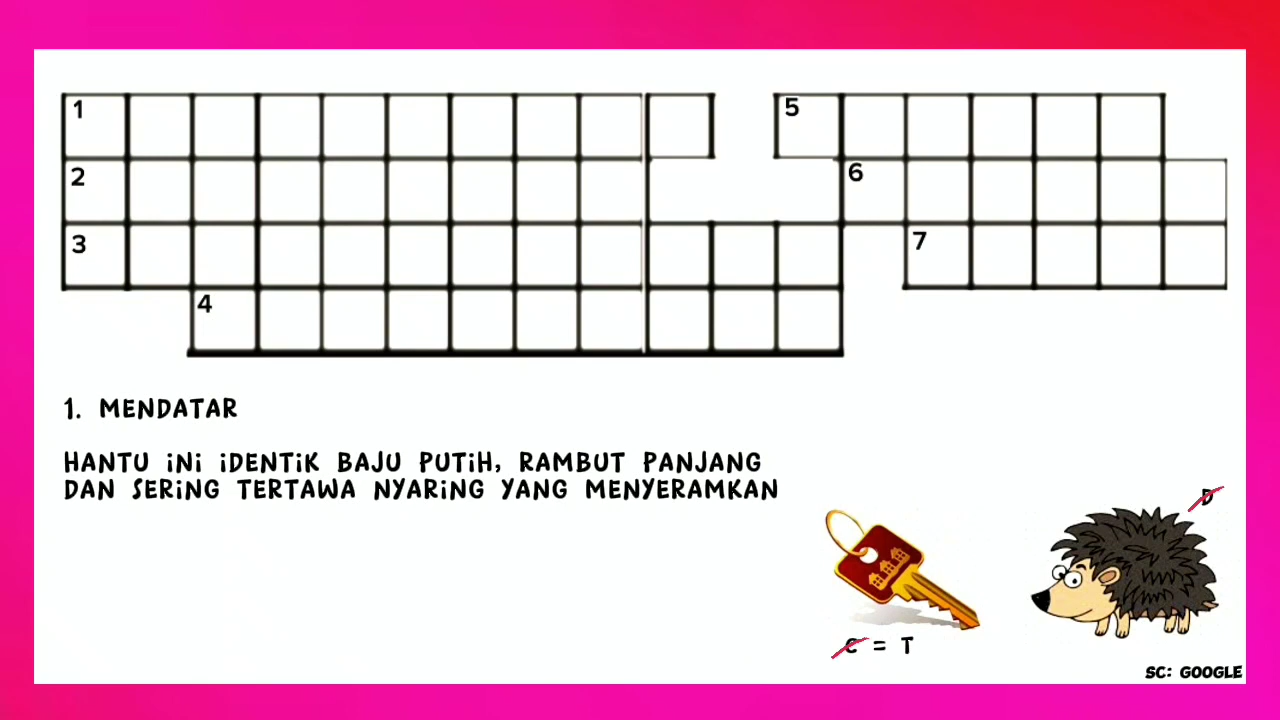 1
5
2
6
3
7
4
1. MENDATAR
HANTU iNi iDENTiK BAJU PUTiH, RAMBUT PANJANG
DAN SERiNG TERTAWA NYARiNG YANG MENYERAMKAN
D
C = T
SC: GOOGLE